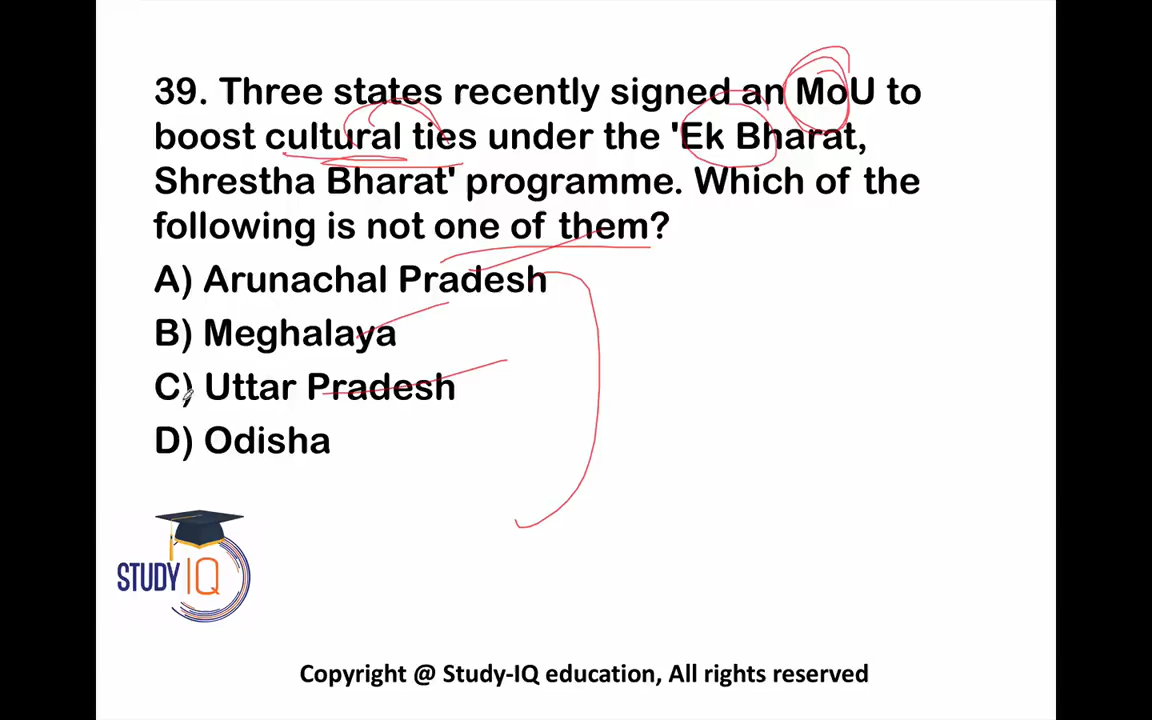 39. Three states recently signed an MoU to
boost cultural ties under the 'Ek Bharat,
Shrestha Bharat' programme. Which of the
following is not one of them?
A) Arunachal Pradesh
B) Meghalaya
C) Uttar Pradesh
D) Odisha
STUDY IQ
Copyright @ Study-IQ education, All rights reserved